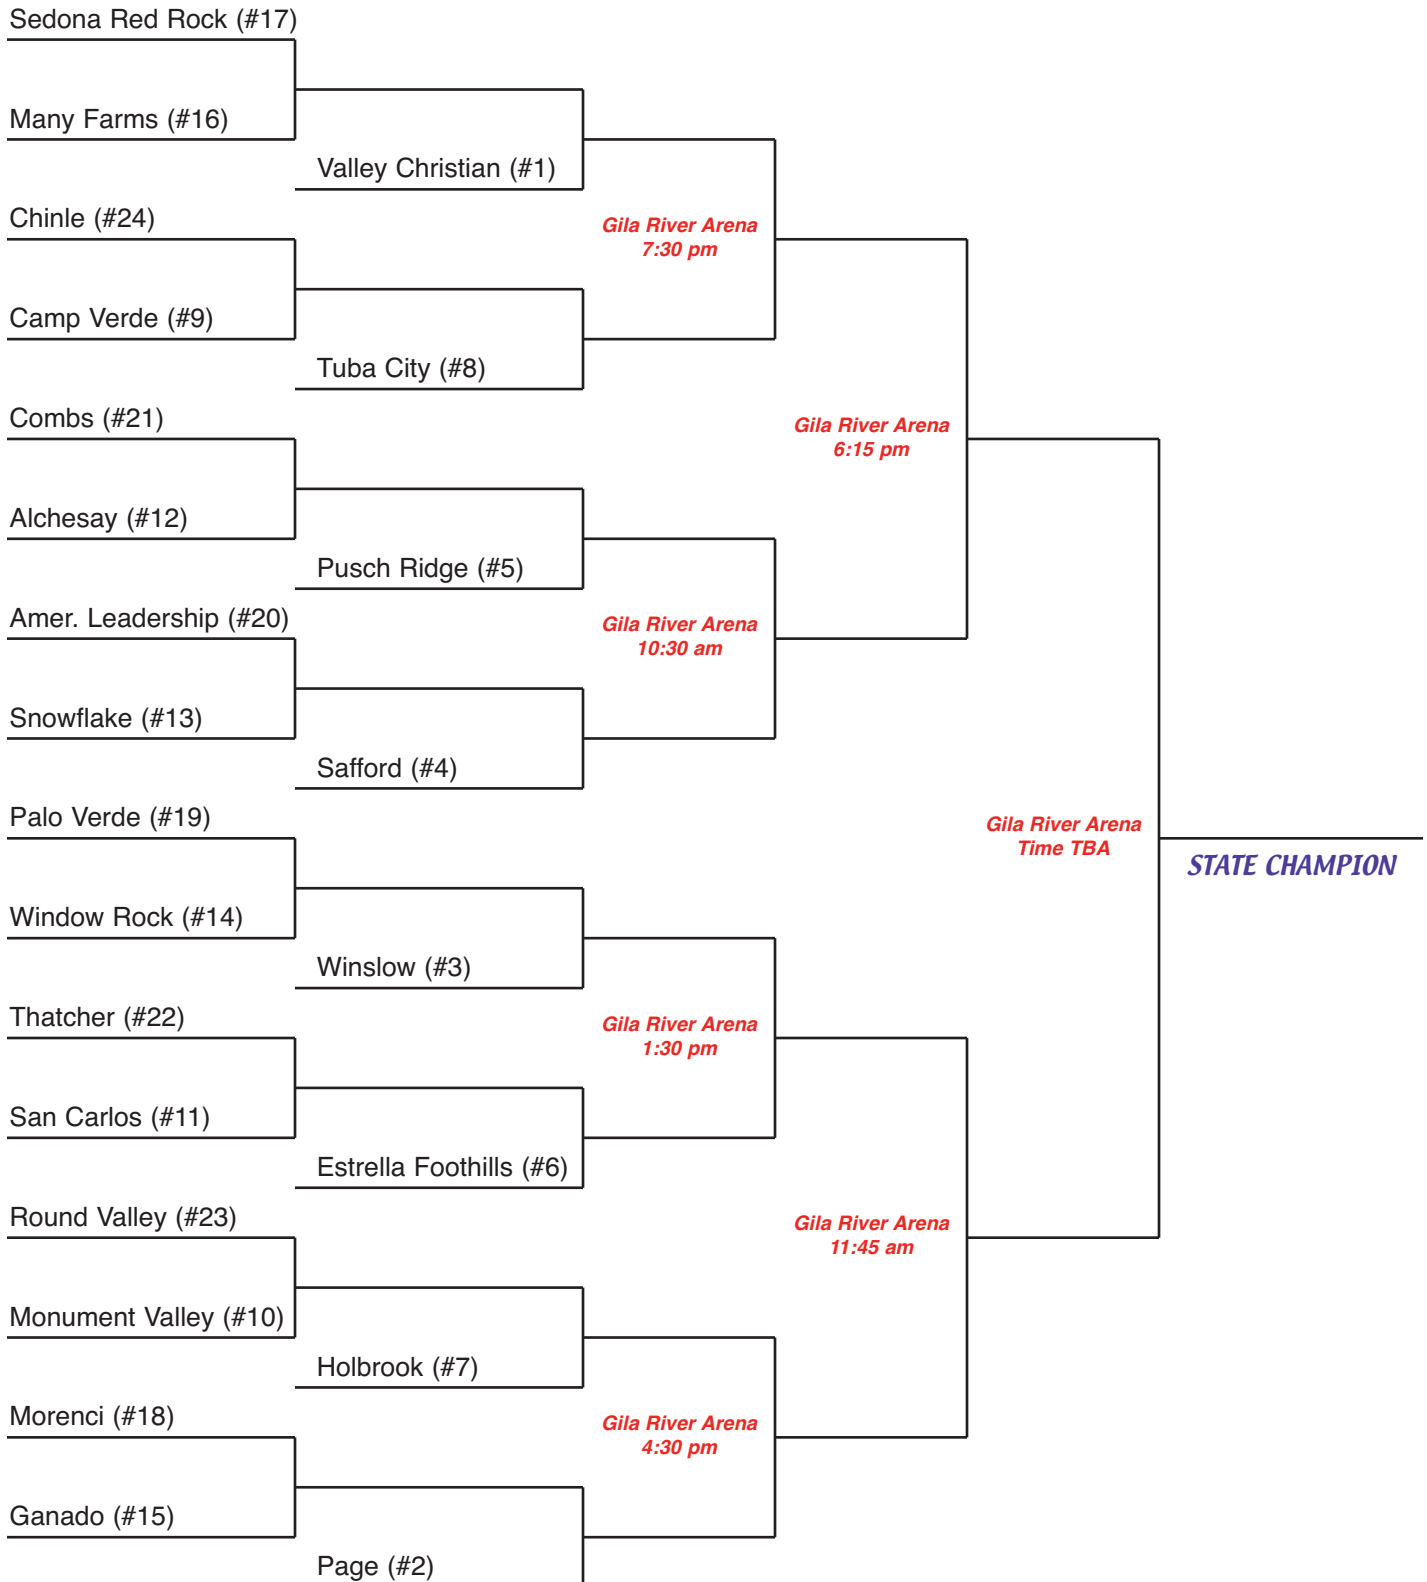 Sedona Red Rock (#17)
Many Farms (#16)
Valley Christian (#1)
Chinle (#24)
Gila River Arena
7:30 pm
Camp Verde (#9)
Tuba City (#8)
Combs (#21)
Gila River Arena
6:15 pm
Alchesay (#12)
Pusch Ridge (#5)
Amer. Leadership (#20)
Gila River Arena
10:30 am
Snowflake (#13)
Safford (#4)
Palo Verde (#19)
Gila River Arena
Time TBA
STATE CHAMPION
Window Rock (#14)
Winslow (#3)
Thatcher (#22)
Gila River Arena
1:30 pm
San Carlos (#11)
Estrella Foothills (#6)
Round Valley (#23)
Gila River Arena
11:45 am
Monument Valley (#10)
Holbrook (#7)
Morenci (#18)
Gila River Arena
4:30 pm
Ganado (#15)
Page (#2)